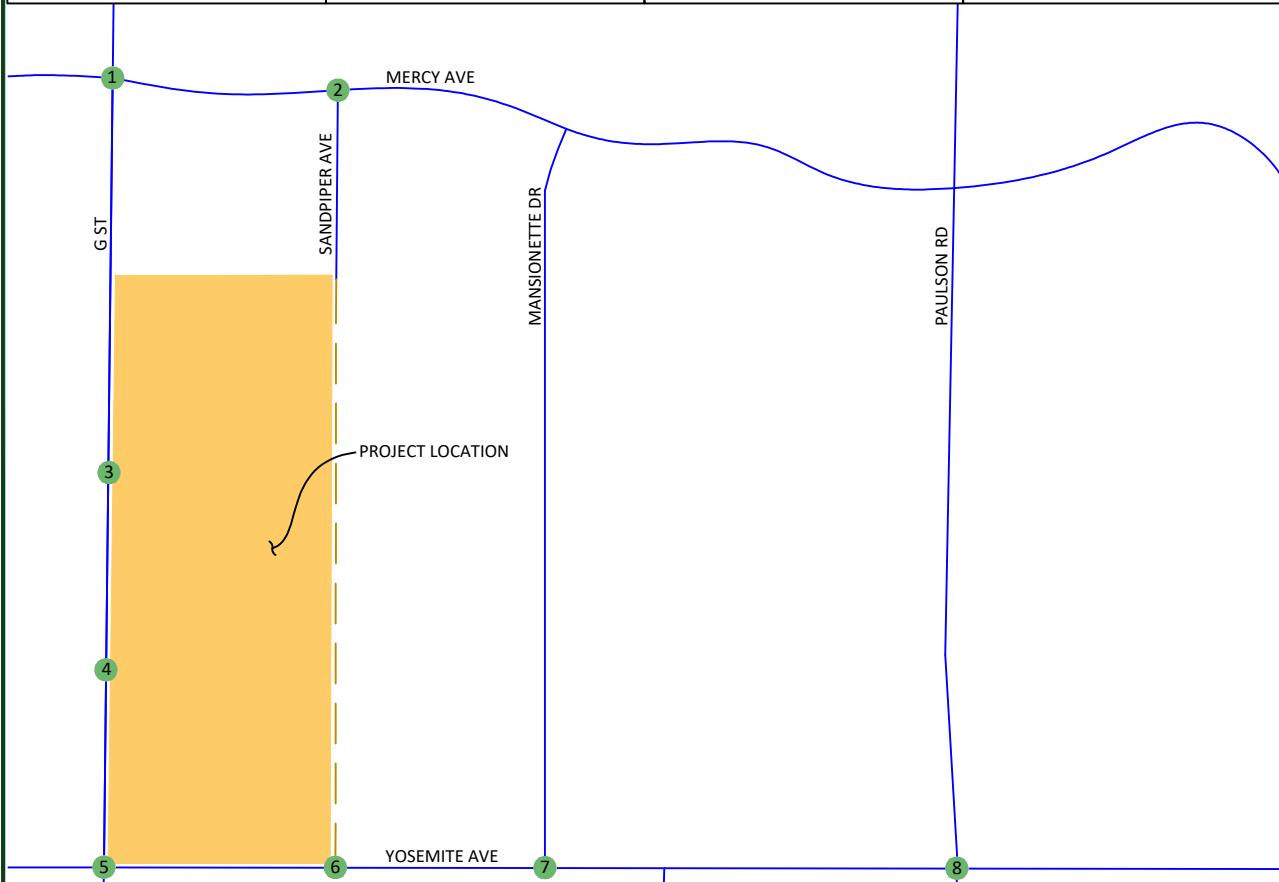 1
2
MERCY AVE
SANDPIPER AVE
G ST
MANSIONETTE DR
PAULSON RD
PROJECT LOCATION
3
4
YOSEMITE AVE
5
6
7
8